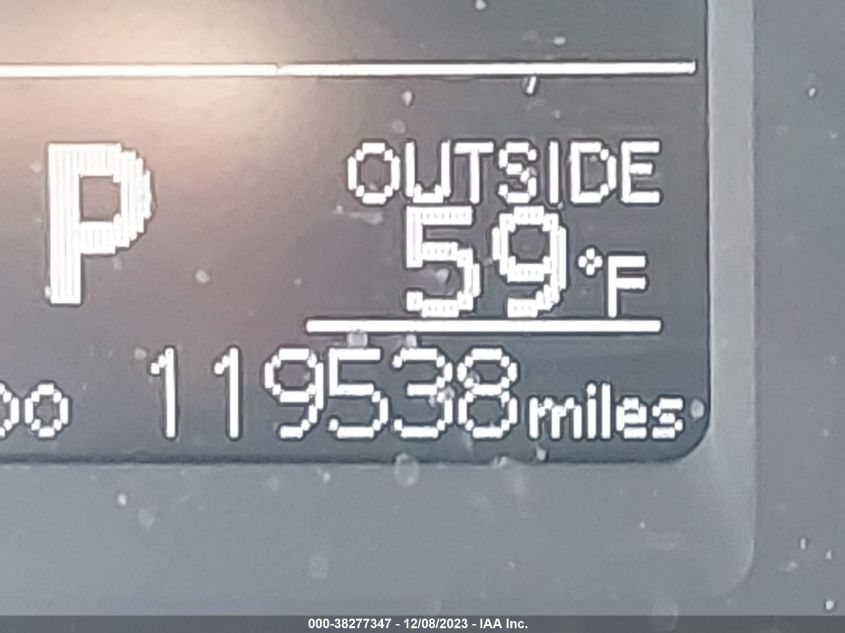 P
OUTSIDE
59°F
119538 miles
000-38277347 - 12/08/2023 - IAA Inc.